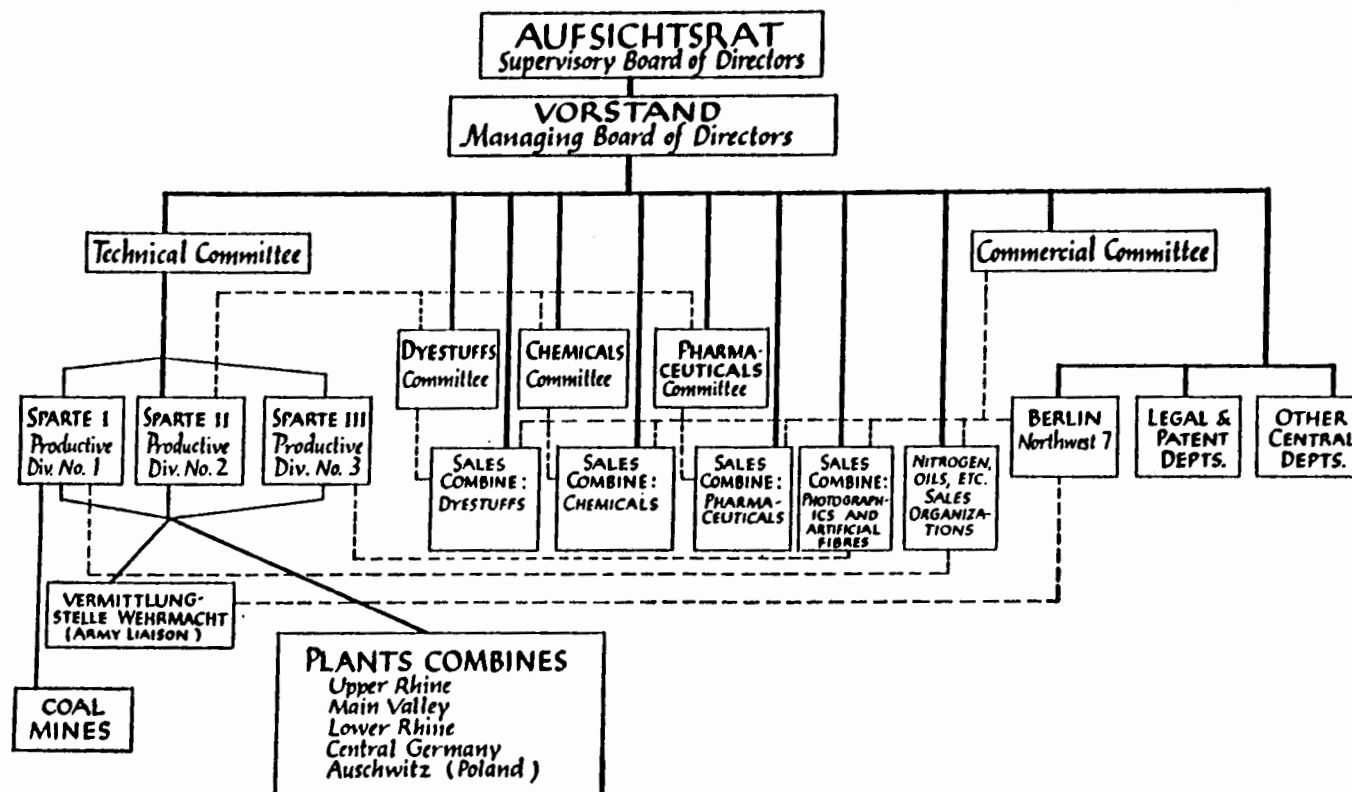 AUFSICHTSRAT
Supervisory Board of Directors
VORSTAND
Managing Board of Directors
Technical Committee
Commercial Committee
DYESTUFFS
Committee
CHEMICALS
Committee
PHARMA-
CEUTICALS
Committee
SPARTE I
Productive
Div. No. 1
SPARTE II
Productive
Div. No. 2
SPARTE III
Productive
Div. No. 3
BERLIN
Northwest 7
LEGAL &
PATENT
DEPTS.
OTHER
CENTRAL
DEPTS.
SALES
COMBINE:
DYESTUFFS
SALES
COMBINE:
CHEMICALS
SALES
COMBINE:
PHARMA-
CEUTICALS
SALES
COMBINE:
PHOTOGRAPH-
ICS AND
ARTIFICIAL
FIBRES
NITROGEN,
OILS, ETC.
SALES
ORGANIZA-
TIONS
VERMITTLUNG-
STELLE WEHRMACHT
(ARMY LIAISON)
COAL
MINES
PLANTS COMBINES
Upper Rhine
Main Valley
Lower Rhine
Central Germany
Auschwitz (Poland)